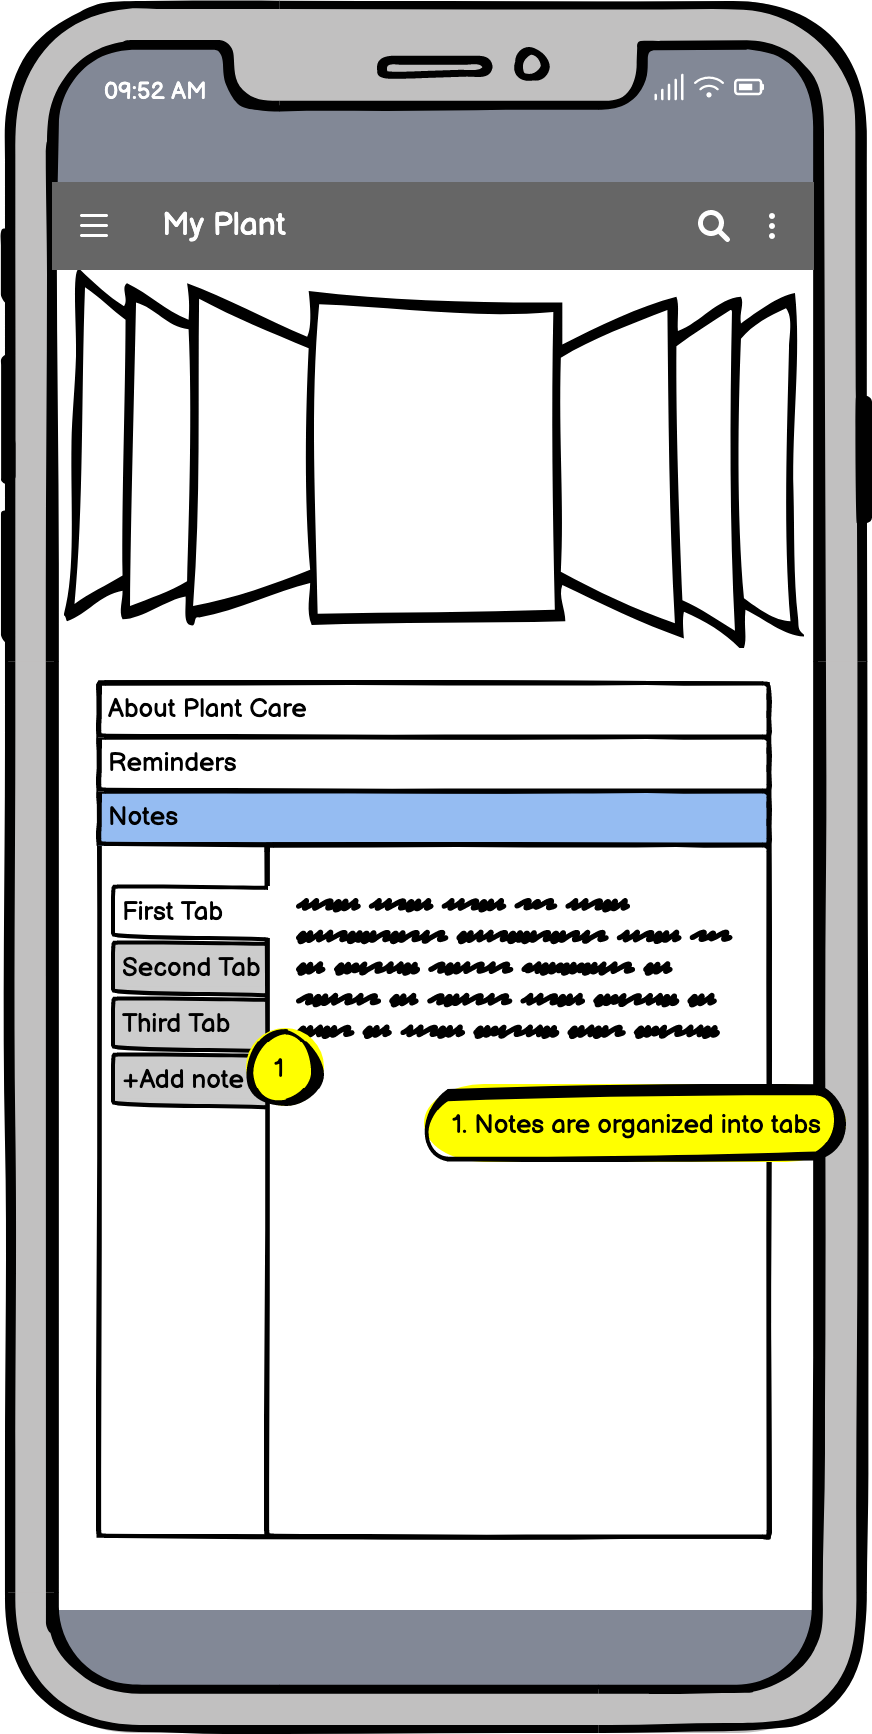 09:52 AM
My Plant
About Plant Care
Reminders
Notes
First Tab
Second Tab
Third Tab
+Add note
1
1. Notes are organized into tabs